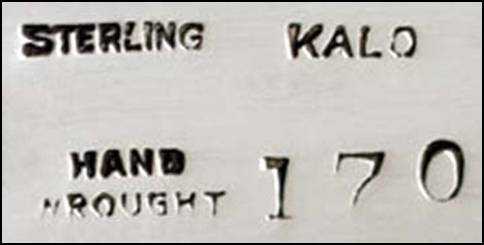 STERLING KALO
HAND
WROUGHT 170